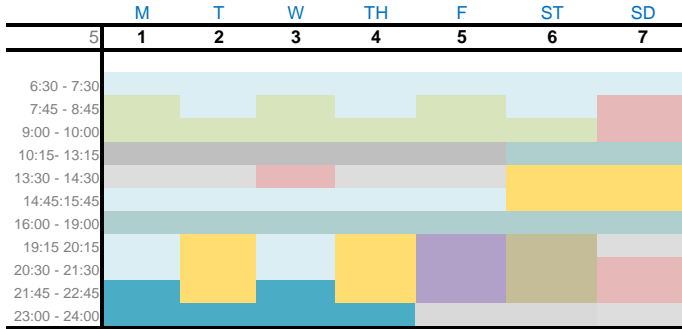 M T W TH F ST SD
5 1 2 3 4 5 6 7
6:30 - 7:30
7:45 - 8:45
9:00 - 10:00
10:15- 13:15
13:30 - 14:30
14:45:15:45
16:00 - 19:00
19:15 20:15
20:30 - 21:30
21:45 - 22:45
23:00 - 24:00